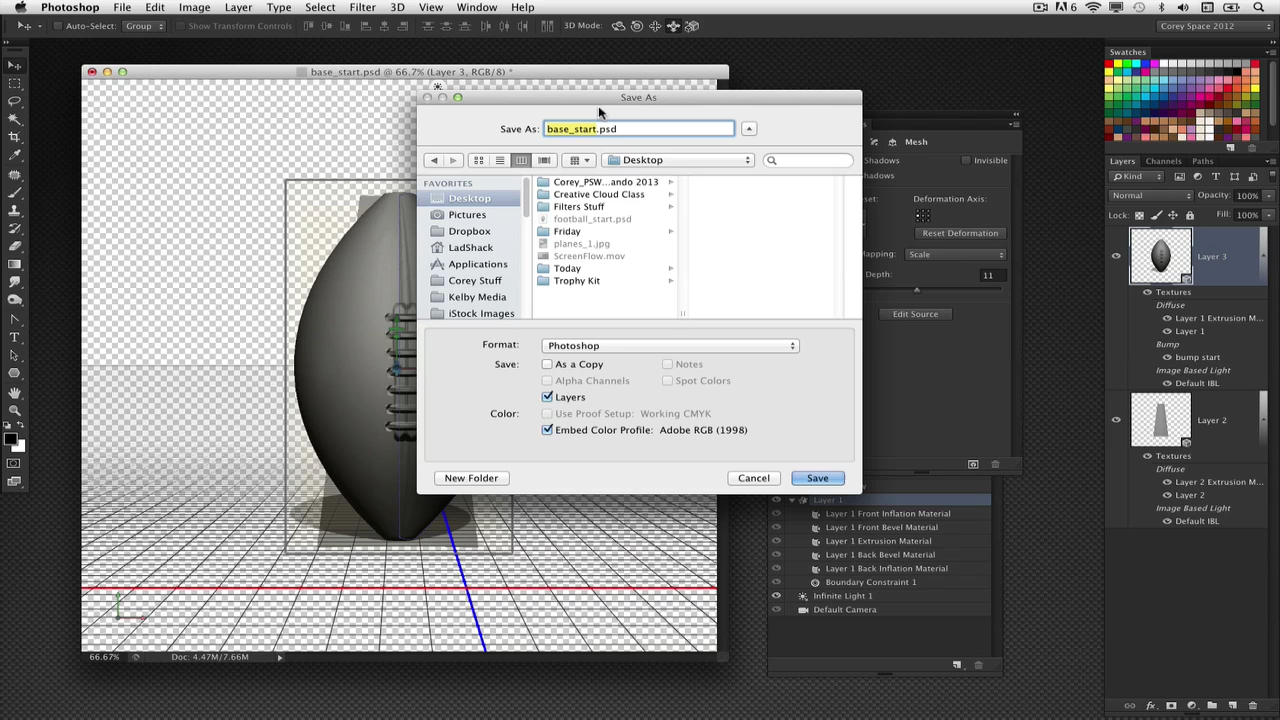 Photoshop File Edit Image Layer Type Select Filter 3D View Window Help 6
Auto-Select: Group Show Transform Controls 3D Mode: Corey Space 2012
base_start.psd @ 66.7% (Layer 3, RGB/8) *
Save As
Save As: base_start.psd
Desktop
FAVORITES
Desktop
Pictures
Dropbox
LadShack
Applications
Corey Stuff
Kelby Media
iStock Images
Corey_PSW...ando 2013
Creative Cloud Class
Filters Stuff
football_start.psd
Friday
planes_1.jpg
ScreenFlow.mov
Today
Trophy Kit
Format: Photoshop
Save: As a Copy Notes
Alpha Channels Spot Colors
Layers
Color: Use Proof Setup: Working CMYK
Embed Color Profile: Adobe RGB (1998)
New Folder Cancel Save
Mesh
Shadows Invisible
Shadows
Deformation Axis:
Reset Deformation
Scale
Depth: 11
Edit Source
Layer 1
Layer 1 Front Inflation Material
Layer 1 Front Bevel Material
Layer 1 Extrusion Material
Layer 1 Back Bevel Material
Layer 1 Back Inflation Material
Boundary Constraint 1
Infinite Light 1
Default Camera
Swatches
Layers Channels Paths
Kind
Normal Opacity: 100%
Lock: Fill: 100%
Layer 3
Textures
Diffuse
Layer 1 Extrusion M...
Layer 1
Bump
bump start
Image Based Light
Default IBL
Layer 2
Textures
Diffuse
Layer 2 Extrusion M...
Layer 2
Image Based Light
Default IBL
66.67% Doc: 4.47M/7.66M